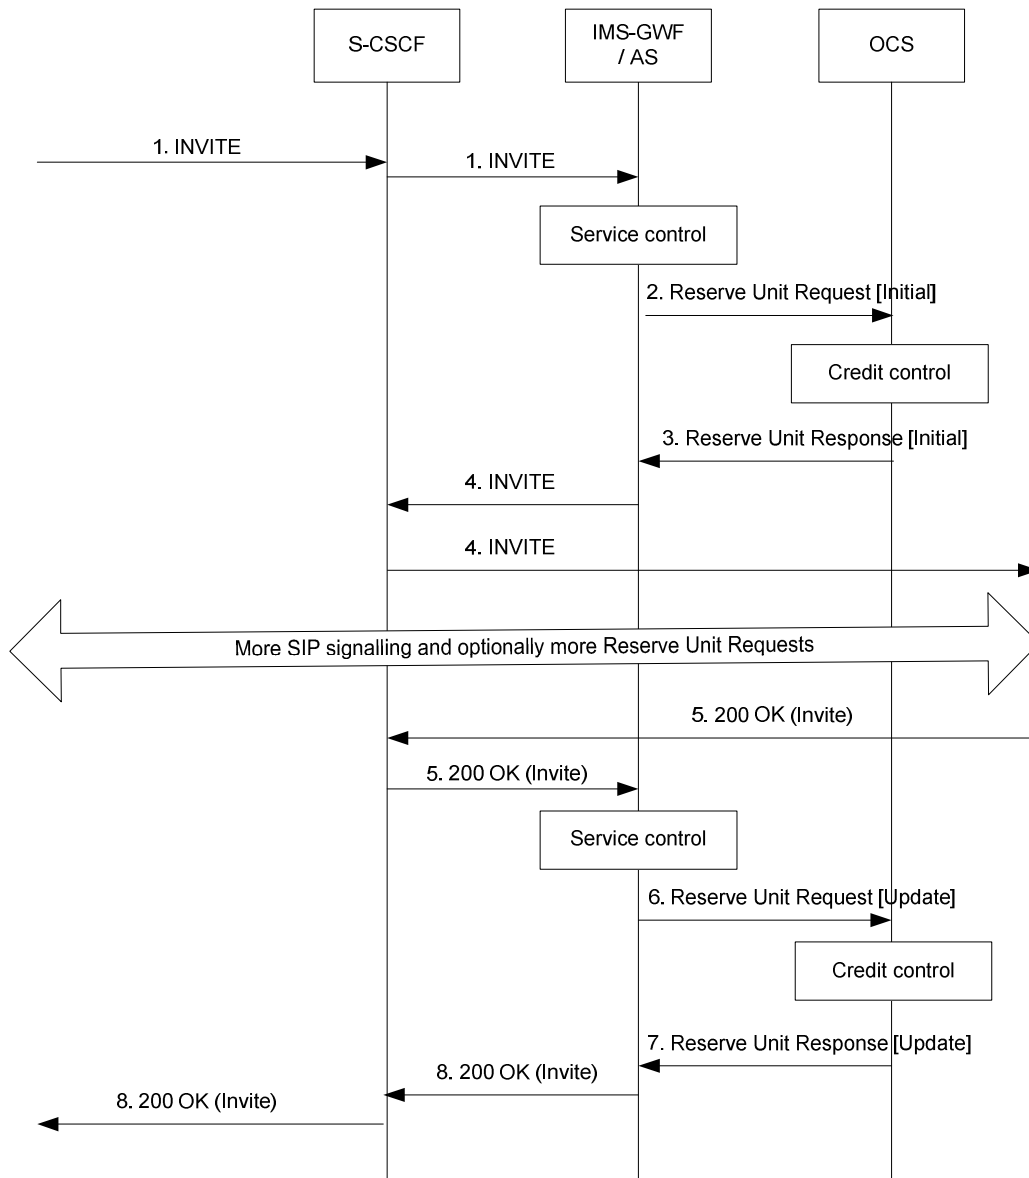 S-CSCF
IMS-GWF
/ AS
OCS
1. INVITE
1. INVITE
Service control
2. Reserve Unit Request [Initial]
Credit control
3. Reserve Unit Response [Initial]
4. INVITE
4. INVITE
More SIP signalling and optionally more Reserve Unit Requests
5. 200 OK (Invite)
5. 200 OK (Invite)
Service control
6. Reserve Unit Request [Update]
Credit control
7. Reserve Unit Response [Update]
8. 200 OK (Invite)
8. 200 OK (Invite)